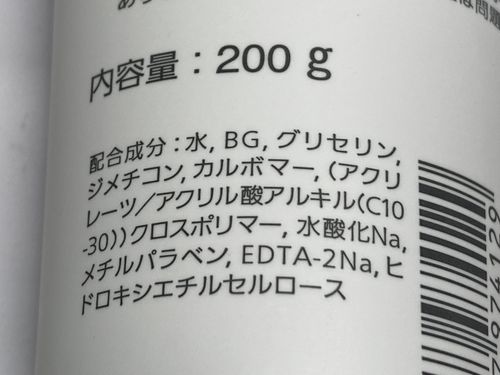 内容量：200 g
配合成分：水, BG, グリセリン,
ジメチコン, カルボマー, (アクリ
レーツ／アクリル酸アルキル(C10
-30))クロスポリマー, 水酸化Na,
メチルパラベン, EDTA-2Na, ヒ
ドロキシエチルセルロース